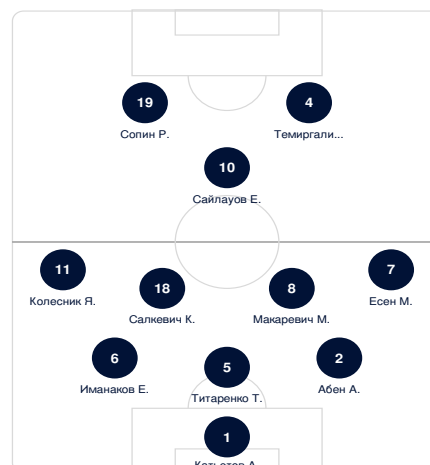 19
4
Сопин Р.
Темиргали...
10
Сайлауов Е.
11
7
18
8
Колесник Я.
Есен М.
Салкевич К.
Макаревич М.
6
5
2
Иманаков Е.
Абен А.
Титаренко Т.
1